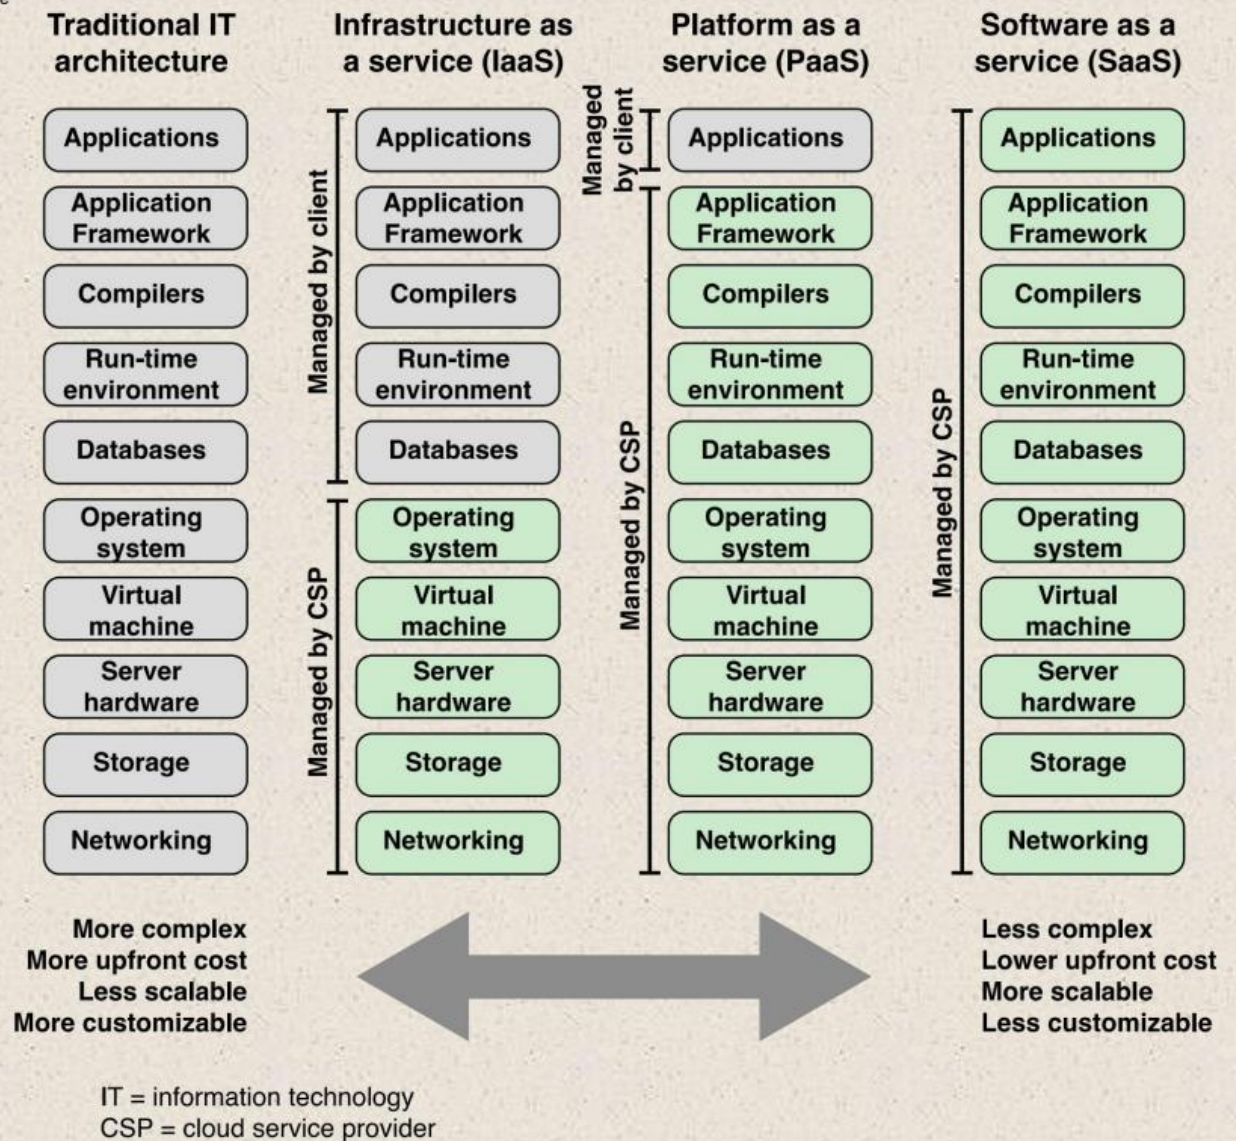 Traditional IT
architecture
Applications
Application
Framework
Compilers
Run-time
environment
Databases
Operating
system
Virtual
machine
Server
hardware
Storage
Networking
Infrastructure as
a service (IaaS)
Managed by client
Applications
Application
Framework
Compilers
Run-time
environment
Databases
Managed by CSP
Operating
system
Virtual
machine
Server
hardware
Storage
Networking
Platform as a
service (PaaS)
Managed
by client
Applications
Managed by CSP
Application
Framework
Compilers
Run-time
environment
Databases
Operating
system
Virtual
machine
Server
hardware
Storage
Networking
Software as a
service (SaaS)
Managed by CSP
Applications
Application
Framework
Compilers
Run-time
environment
Databases
Operating
system
Virtual
machine
Server
hardware
Storage
Networking
More complex
More upfront cost
Less scalable
More customizable
Less complex
Lower upfront cost
More scalable
Less customizable
IT = information technology
CSP = cloud service provider